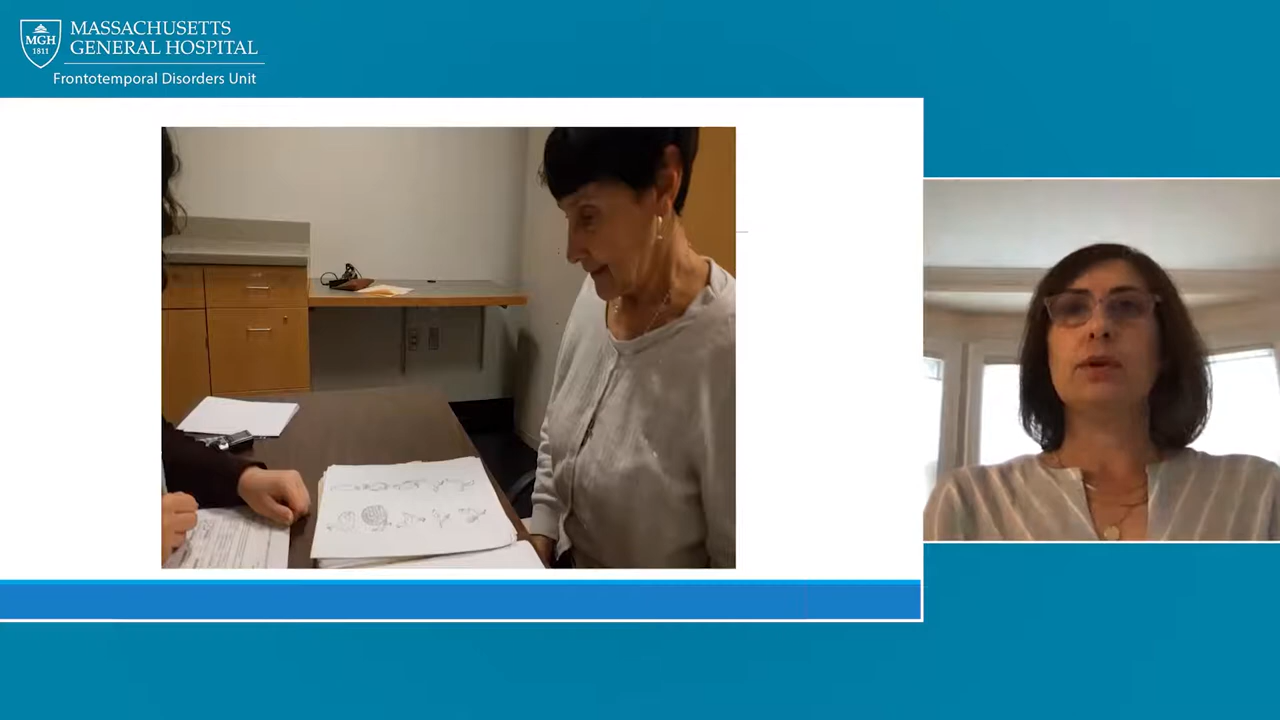 MGH
1811
MASSACHUSETTS
GENERAL HOSPITAL
Frontotemporal Disorders Unit